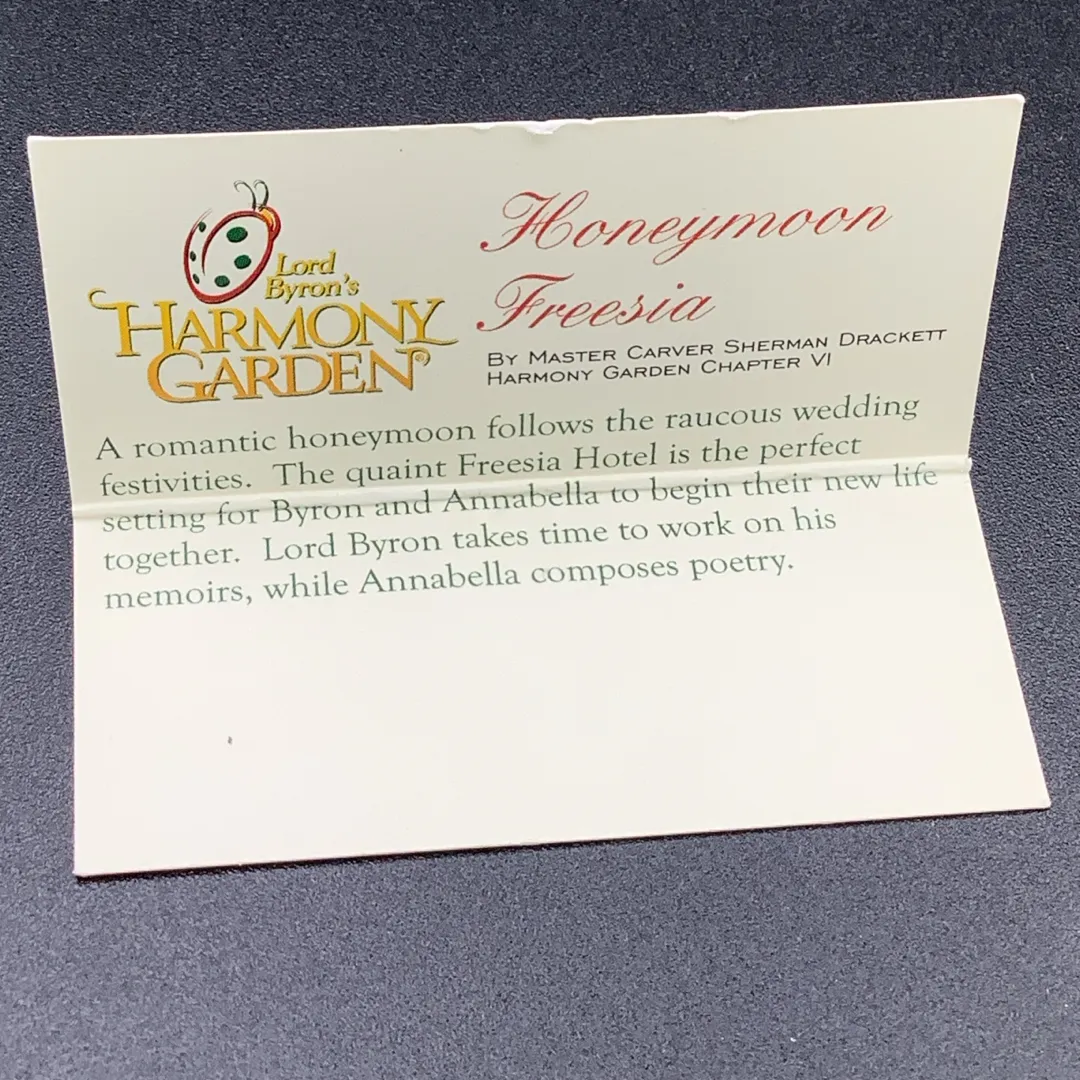 Lord
Byron's
HARMONY
GARDEN®
Honeymoon
Freesia
BY MASTER CARVER SHERMAN DRACKETT
HARMONY GARDEN CHAPTER VI
A romantic honeymoon follows the raucous wedding
festivities. The quaint Freesia Hotel is the perfect
setting for Byron and Annabella to begin their new life
together. Lord Byron takes time to work on his
memoirs, while Annabella composes poetry.